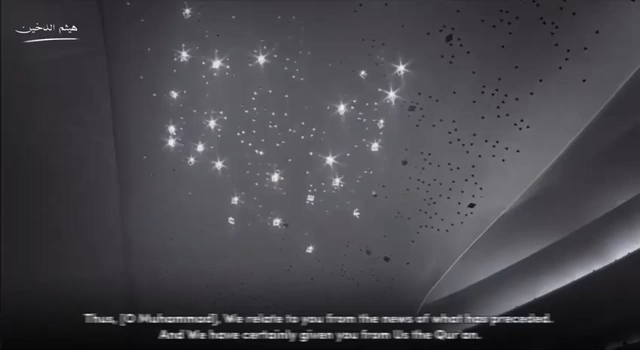 هيثم الدخين
Thus, [O Muhammad], We relate to you from the news of what has preceded.
And We have certainly given you from Us the Qur'an.